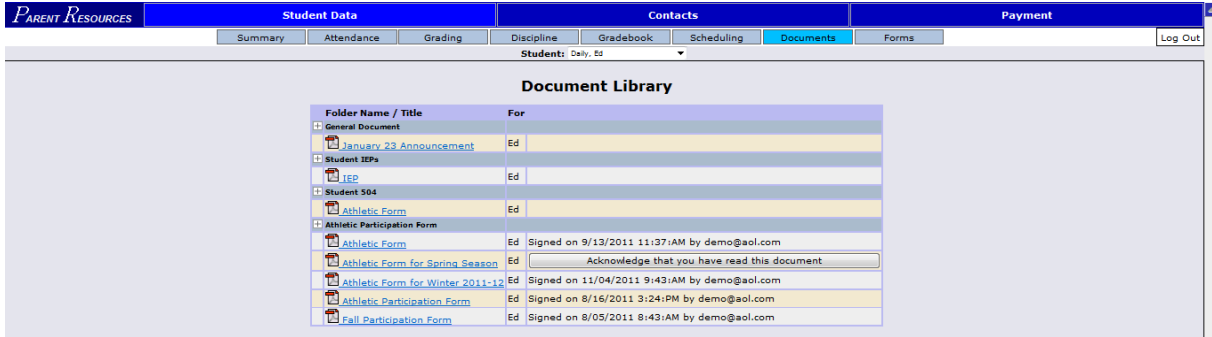 PARENT RESOURCES Student Data Contacts Payment
Summary Attendance Grading Discipline Gradebook Scheduling Documents Forms Log Out
Student: Daily, Ed
Document Library
Folder Name / Title For
General Document
January 23 Announcement Ed
Student IEPs
IEP Ed
Student 504
Athletic Form Ed
Athletic Participation Form
Athletic Form Ed Signed on 9/13/2011 11:37:AM by demo@aol.com
Athletic Form for Spring Season Ed Acknowledge that you have read this document
Athletic Form for Winter 2011-12 Ed Signed on 11/04/2011 9:43:AM by demo@aol.com
Athletic Participation Form Ed Signed on 8/16/2011 3:24:PM by demo@aol.com
Fall Participation Form Ed Signed on 8/05/2011 8:43:AM by demo@aol.com